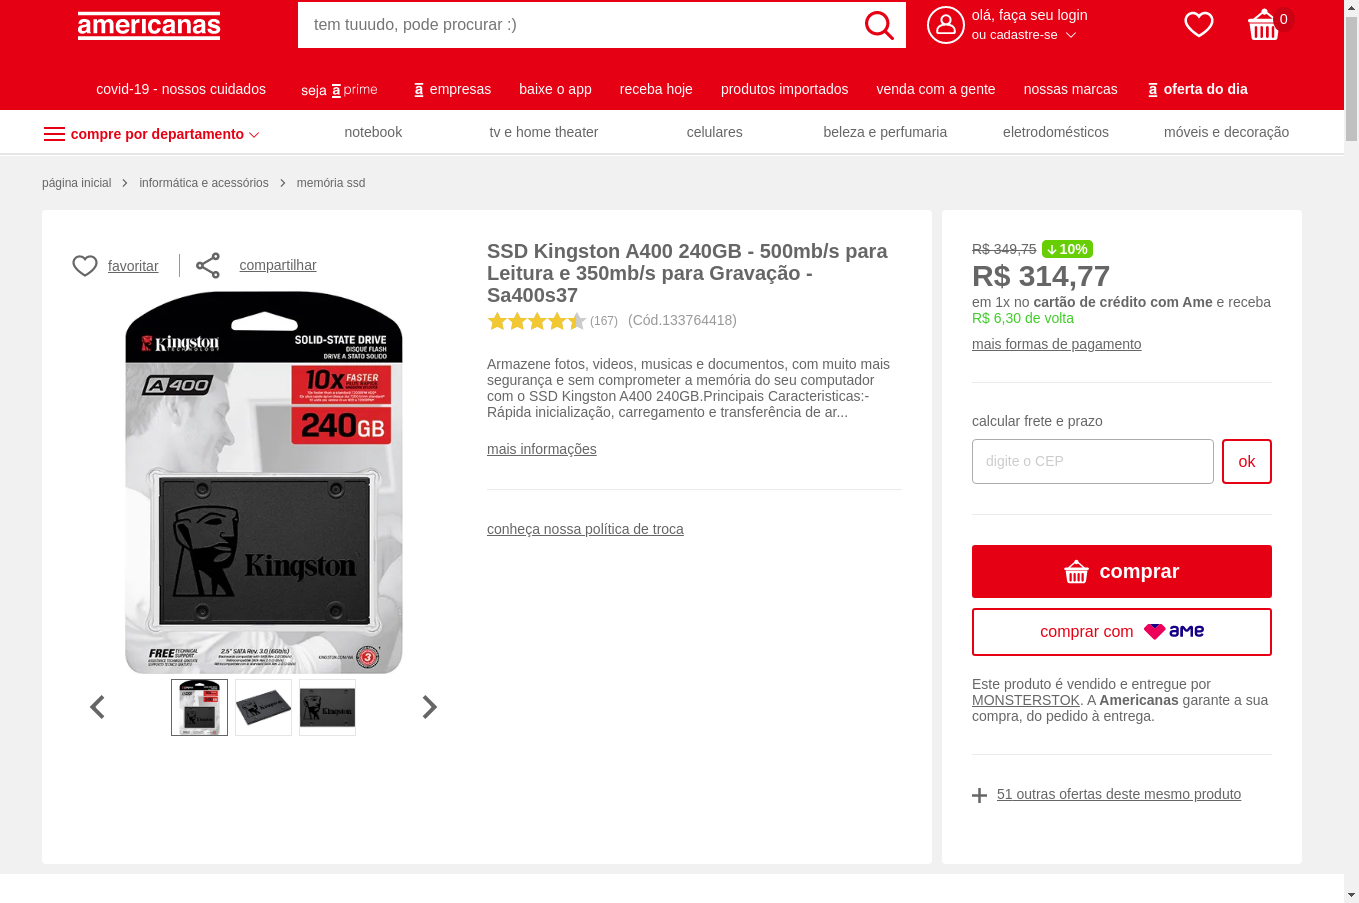 americanas
tem tuuudo, pode procurar :)
olá, faça seu login
ou cadastre-se
0
covid-19 - nossos cuidados
seja a prime
a empresas
baixe o app
receba hoje
produtos importados
venda com a gente
nossas marcas
a oferta do dia
compre por departamento
notebook
tv e home theater
celulares
beleza e perfumaria
eletrodomésticos
móveis e decoração
página inicial
informática e acessórios
memória ssd
favoritar
compartilhar
Kingston
TECHNOLOGY
SOLID-STATE DRIVE
DISQUE FLASH
DRIVE A STATO SOLIDO
A400
10x FASTER
240GB
Kingston
FREE TECHNICAL SUPPORT
2.5" SATA Rev. 3.0 (6Gb/s)
3
SSD Kingston A400 240GB - 500mb/s para
Leitura e 350mb/s para Gravação -
Sa400s37
(167)
(Cód.133764418)
Armazene fotos, videos, musicas e documentos, com muito mais
segurança e sem comprometer a memória do seu computador
com o SSD Kingston A400 240GB.Principais Caracteristicas:-
Rápida inicialização, carregamento e transferência de ar...
mais informações
conheça nossa política de troca
R$ 349,75
10%
R$ 314,77
em 1x no cartão de crédito com Ame e receba
R$ 6,30 de volta
mais formas de pagamento
calcular frete e prazo
digite o CEP
ok
comprar
comprar com ame
Este produto é vendido e entregue por
MONSTERSTOK. A Americanas garante a sua
compra, do pedido à entrega.
51 outras ofertas deste mesmo produto